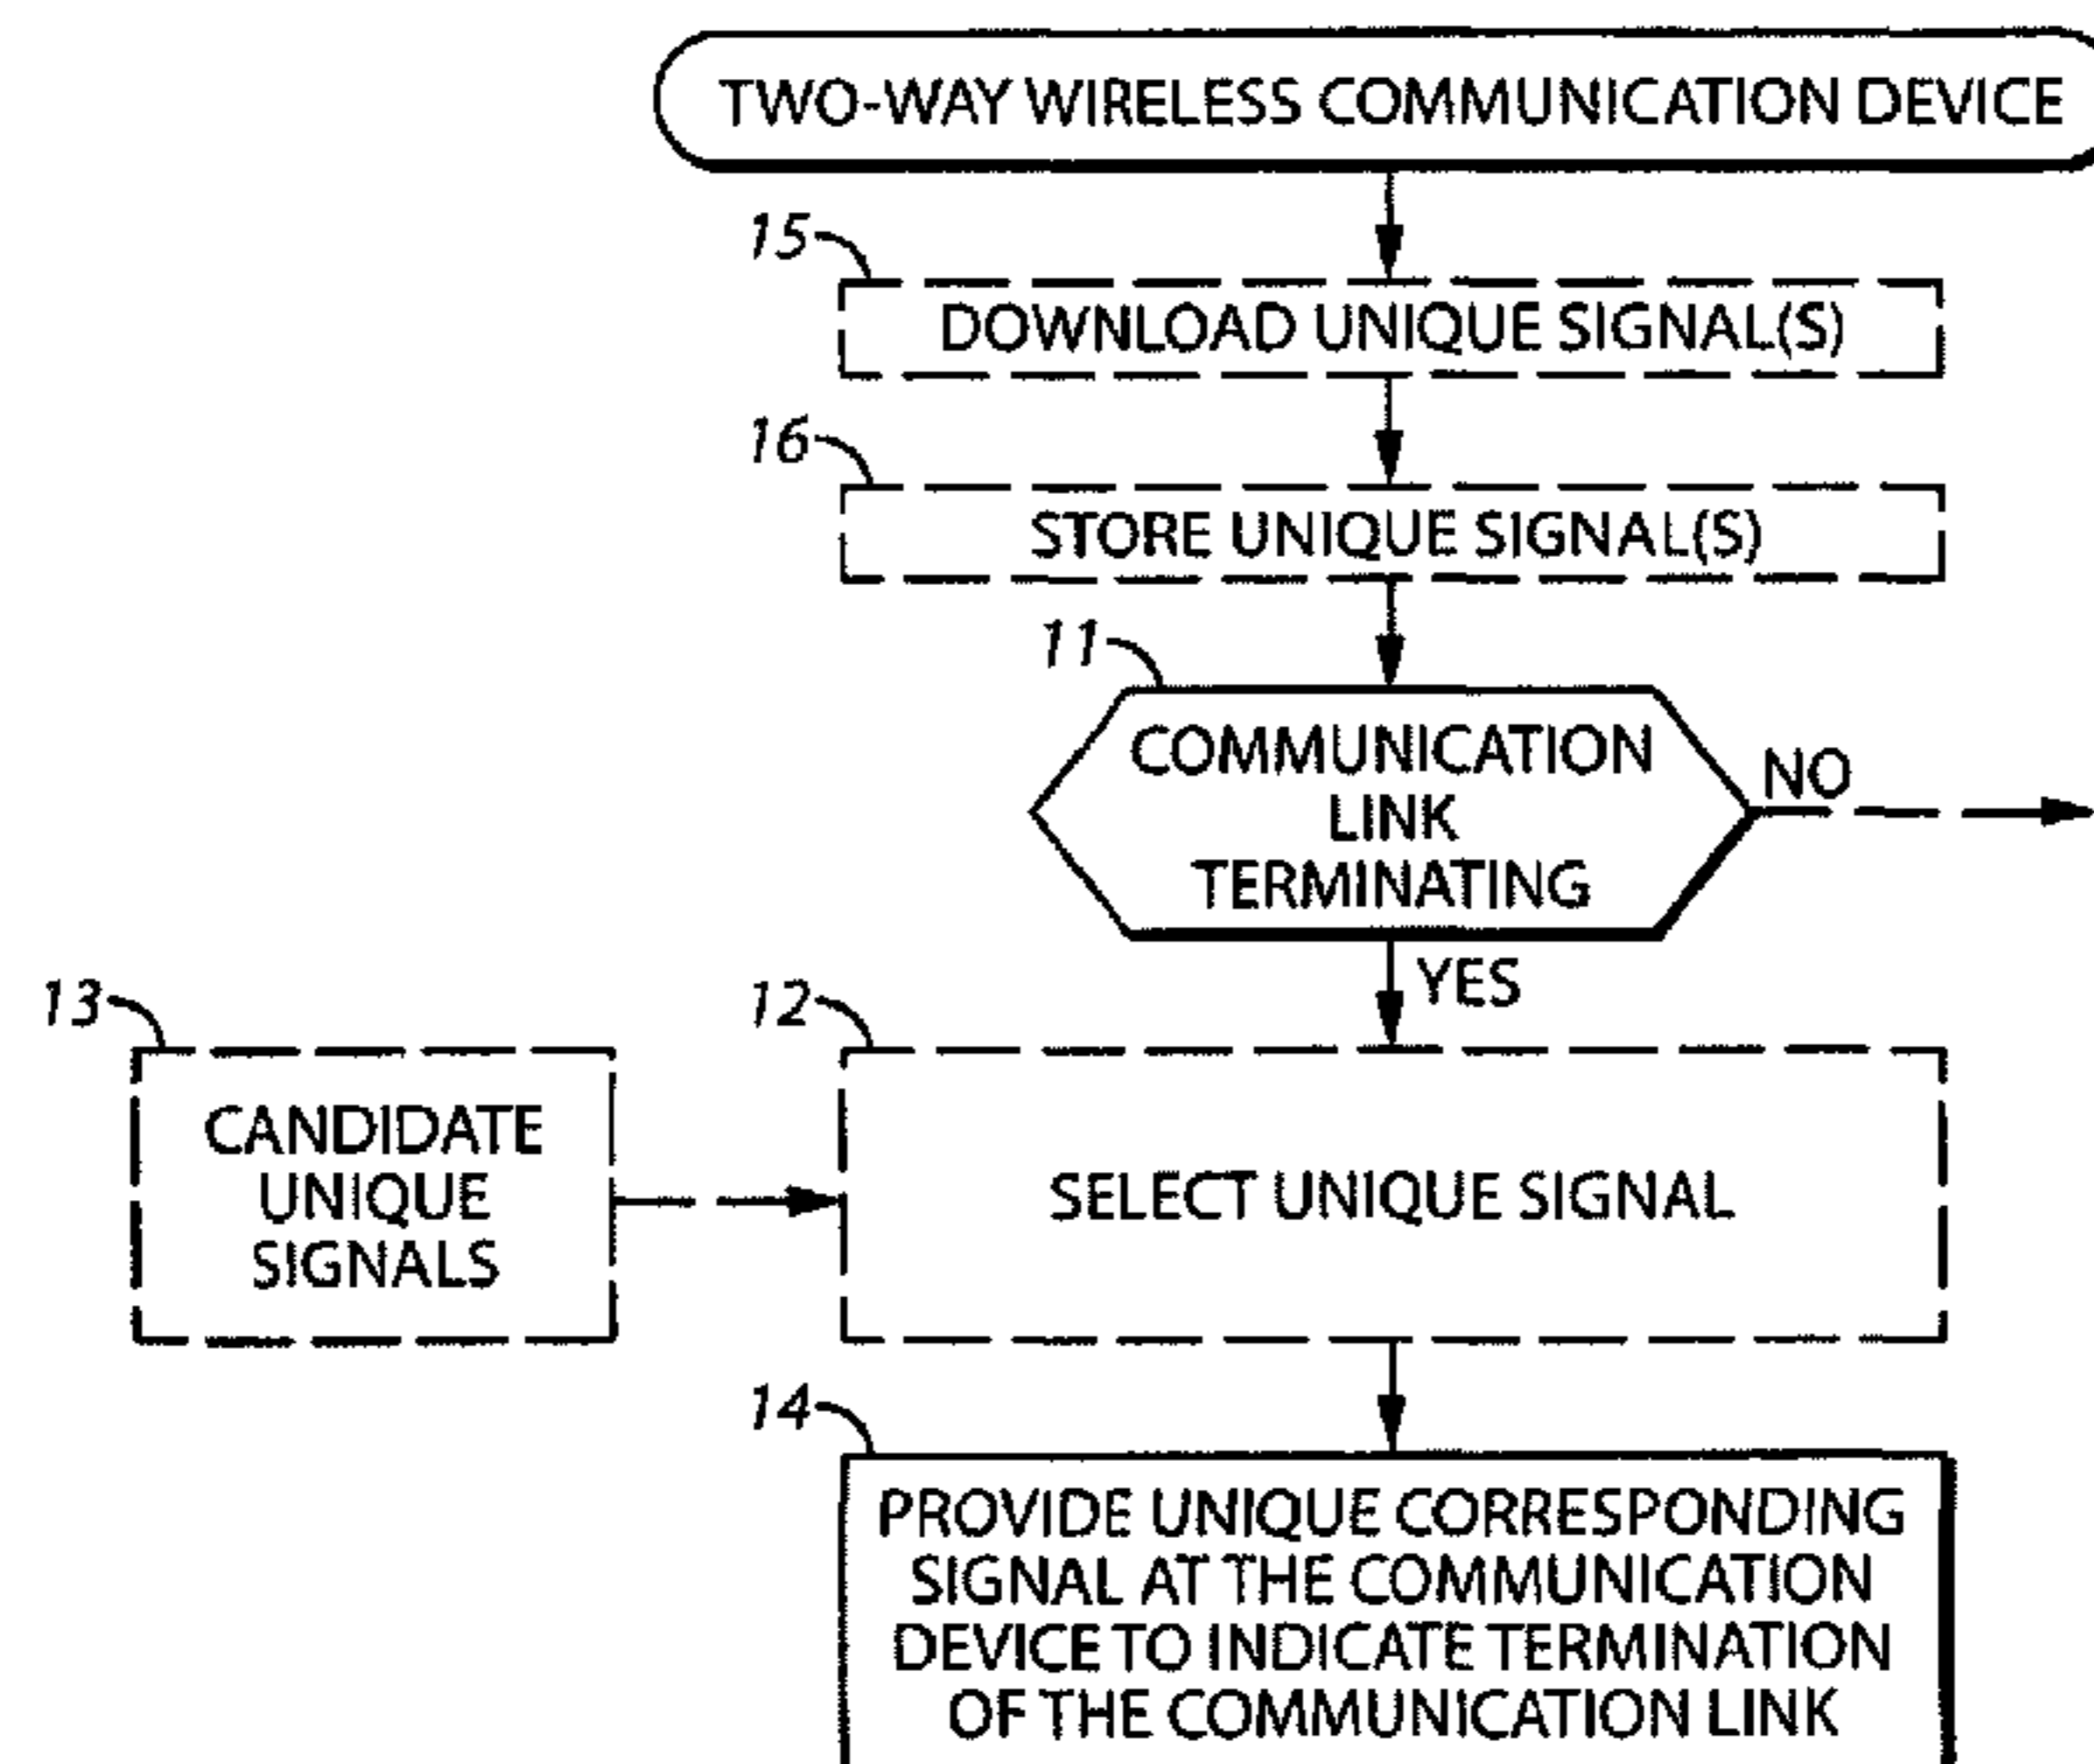 TWO-WAY WIRELESS COMMUNICATION DEVICE
15
DOWNLOAD UNIQUE SIGNAL(S)
16
STORE UNIQUE SIGNAL(S)
11
COMMUNICATION
LINK
TERMINATING
NO
YES
13
CANDIDATE
UNIQUE
SIGNALS
12
SELECT UNIQUE SIGNAL
14
PROVIDE UNIQUE CORRESPONDING
SIGNAL AT THE COMMUNICATION
DEVICE TO INDICATE TERMINATION
OF THE COMMUNICATION LINK